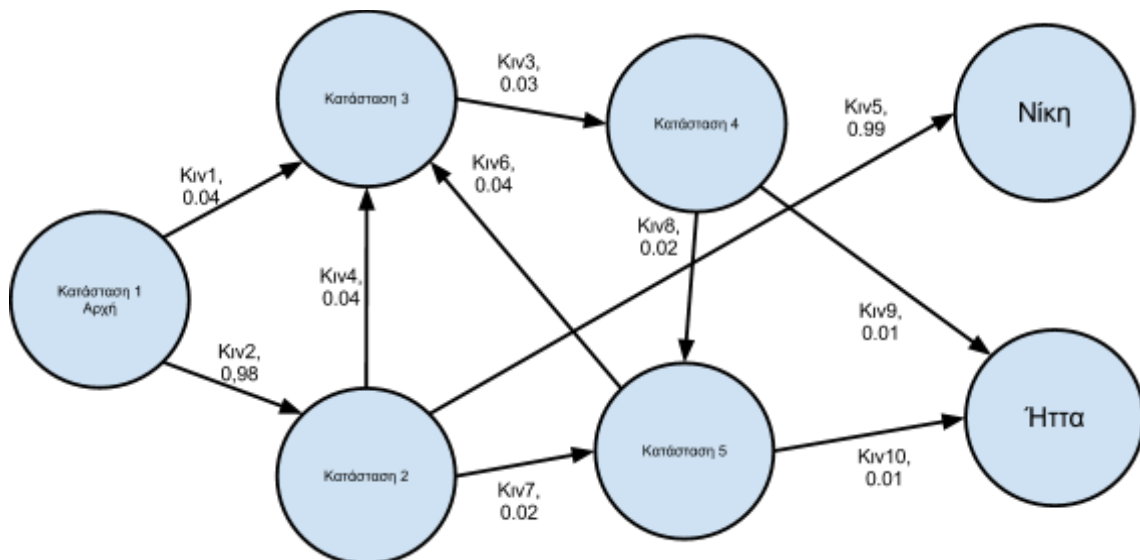 Κιν3,
0.03
Κατάσταση 3
Κιν5,
0.99
Νίκη
Κατάσταση 4
Κιν1,
0.04
Κιν6,
0.04
Κιν8,
0.02
Κατάσταση 1
Αρχή
Κιν4,
0.04
Κιν9,
0.01
Κιν2,
0,98
Ήττα
Κατάσταση 2
Κατάσταση 5
Κιν7,
0.02
Κιν10,
0.01